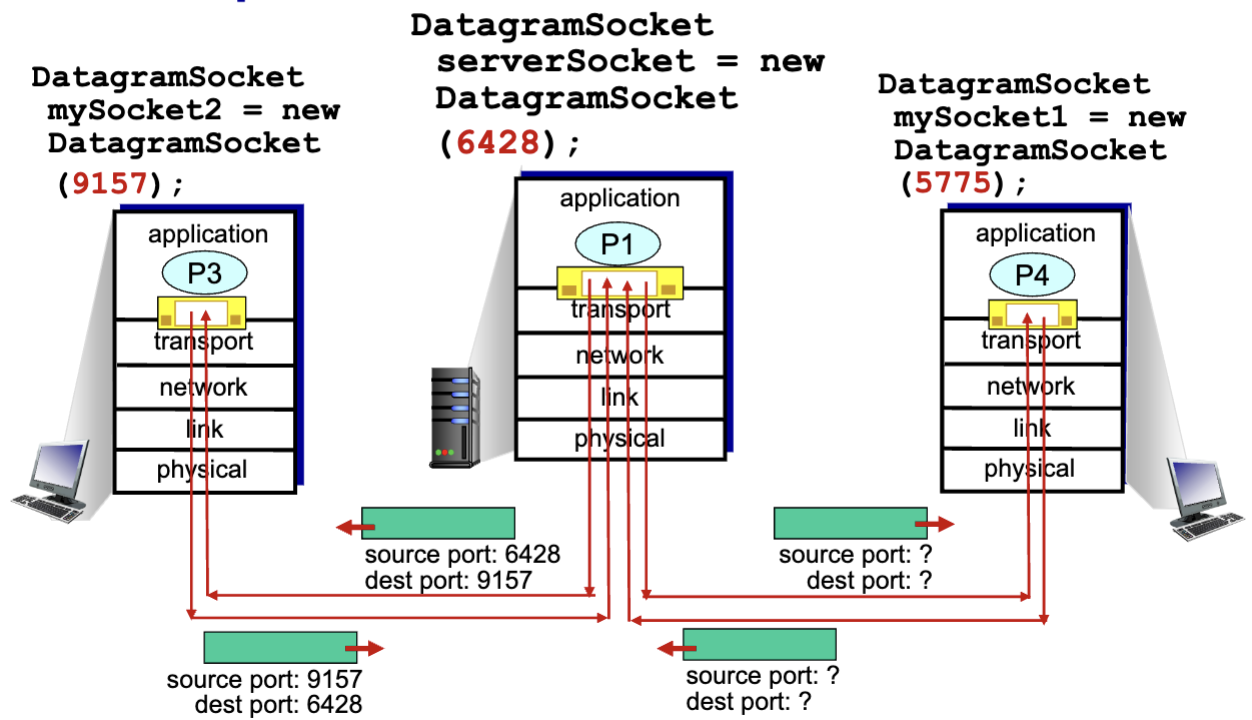 DatagramSocket
mySocket2 = new
DatagramSocket
(9157);
DatagramSocket
serverSocket = new
DatagramSocket
(6428);
DatagramSocket
mySocket1 = new
DatagramSocket
(5775);
application
P3
transport
network
link
physical
application
P1
transport
network
link
physical
application
P4
transport
network
link
physical
source port: 6428
dest port: 9157
source port: ?
dest port: ?
source port: 9157
dest port: 6428
source port: ?
dest port: ?